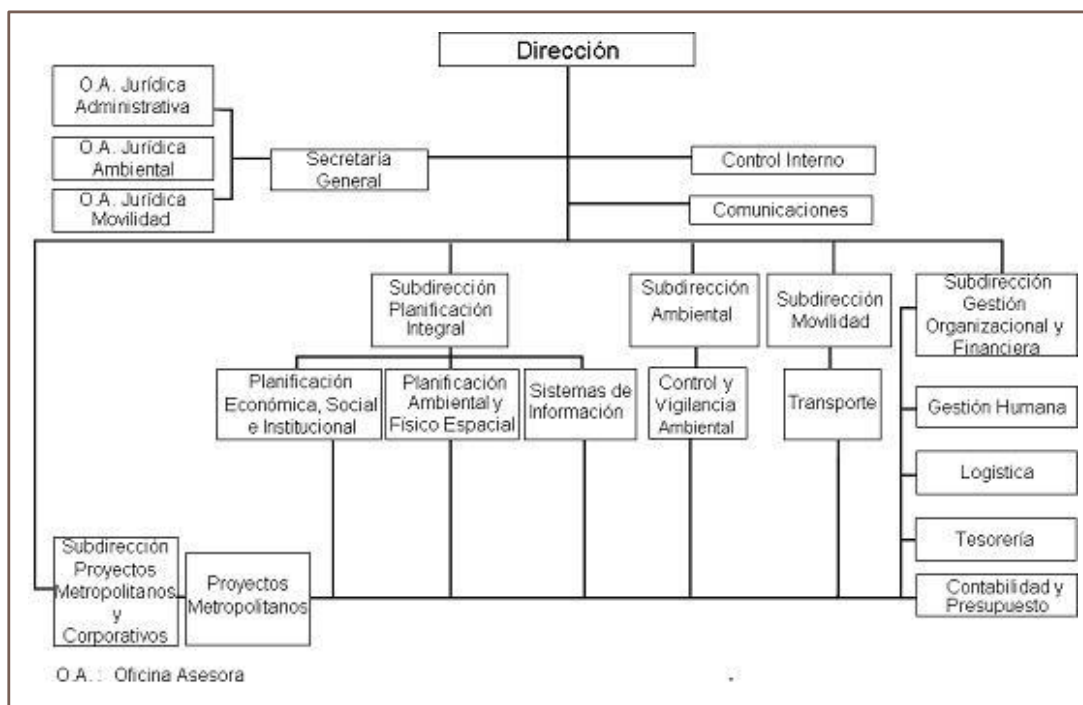 Dirección
O.A. Jurídica
Administrativa
O.A. Jurídica
Ambiental
O.A. Jurídica
Movilidad
Secretaría
General
Control Interno
Comunicaciones
Subdirección
Planificación
Integral
Subdirección
Ambiental
Subdirección
Movilidad
Subdirección
Gestión
Organizacional y
Financiera
Planificación
Económica, Social
e Institucional
Planificación
Ambiental y
Físico Espacial
Sistemas de
Información
Control y
Vigilancia
Ambiental
Transporte
Gestión Humana
Logística
Tesorería
Contabilidad y
Presupuesto
Subdirección
Proyectos
Metropolitanos
y
Corporativos
Proyectos
Metropolitanos
O.A. : Oficina Asesora